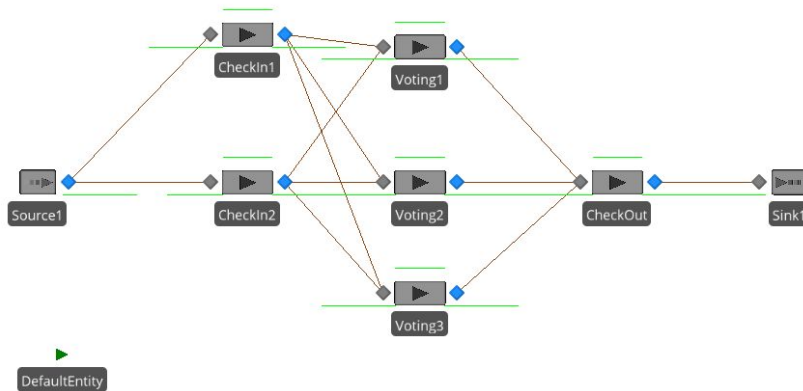 CheckIn1
Voting1
Source1
CheckIn2
Voting2
CheckOut
Sink1
Voting3
DefaultEntity